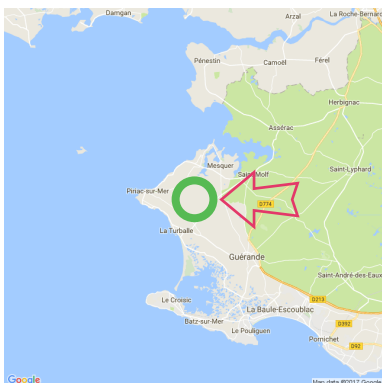 Damgan
Arzal
La Roche-Bernard
Pénestin
Camoël
Férel
Herbignac
Assérac
Mesquer
Saint-Molf
Saint-Lyphard
Piriac-sur-Mer
D774
La Turballe
Guérande
Saint-André-des-Eaux
D213
Le Croisic
La Baule-Escoublac
Batz-sur-Mer
D392
Le Pouliguen
Pornichet
D92
Google
Map data ©2017 Google